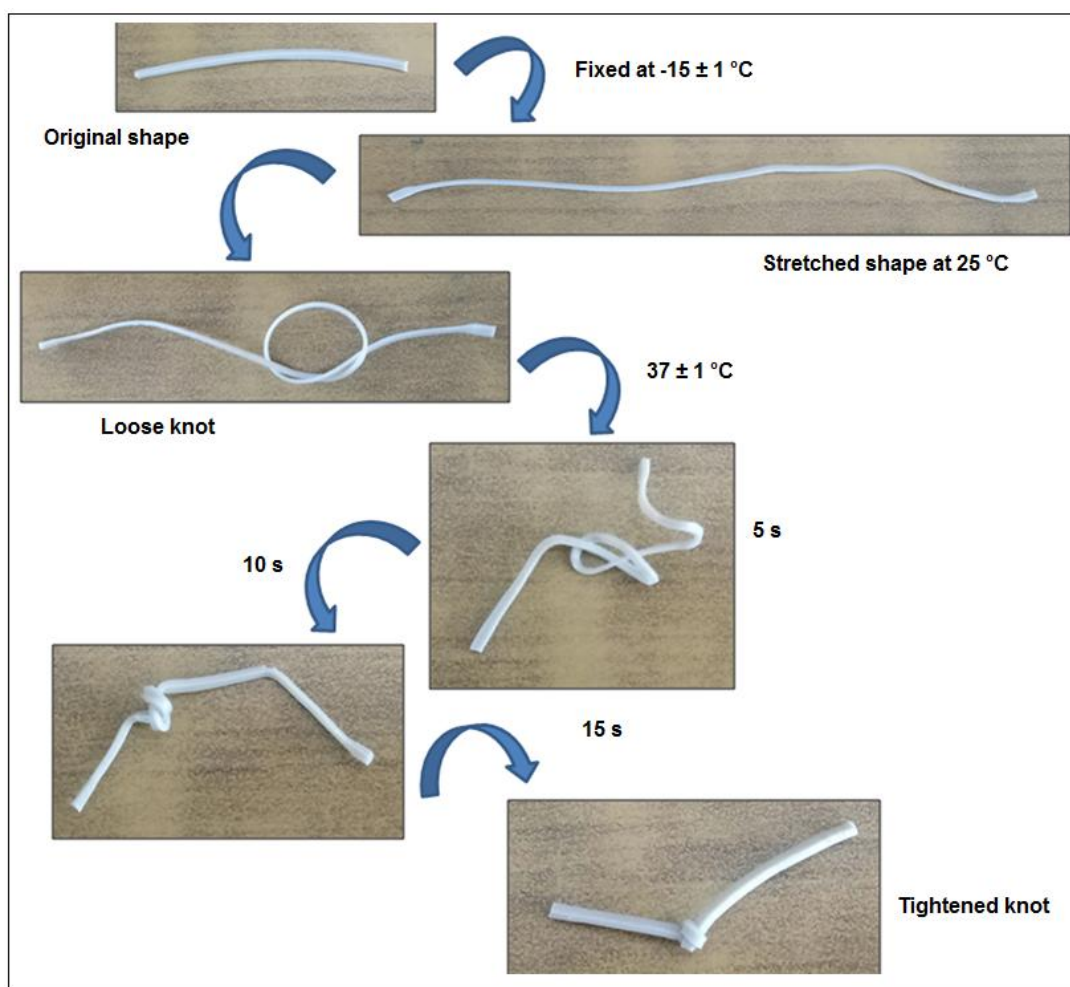 Fixed at -15 ± 1 °C
Original shape
Stretched shape at 25 °C
37 ± 1 °C
Loose knot
5 s
10 s
15 s
Tightened knot